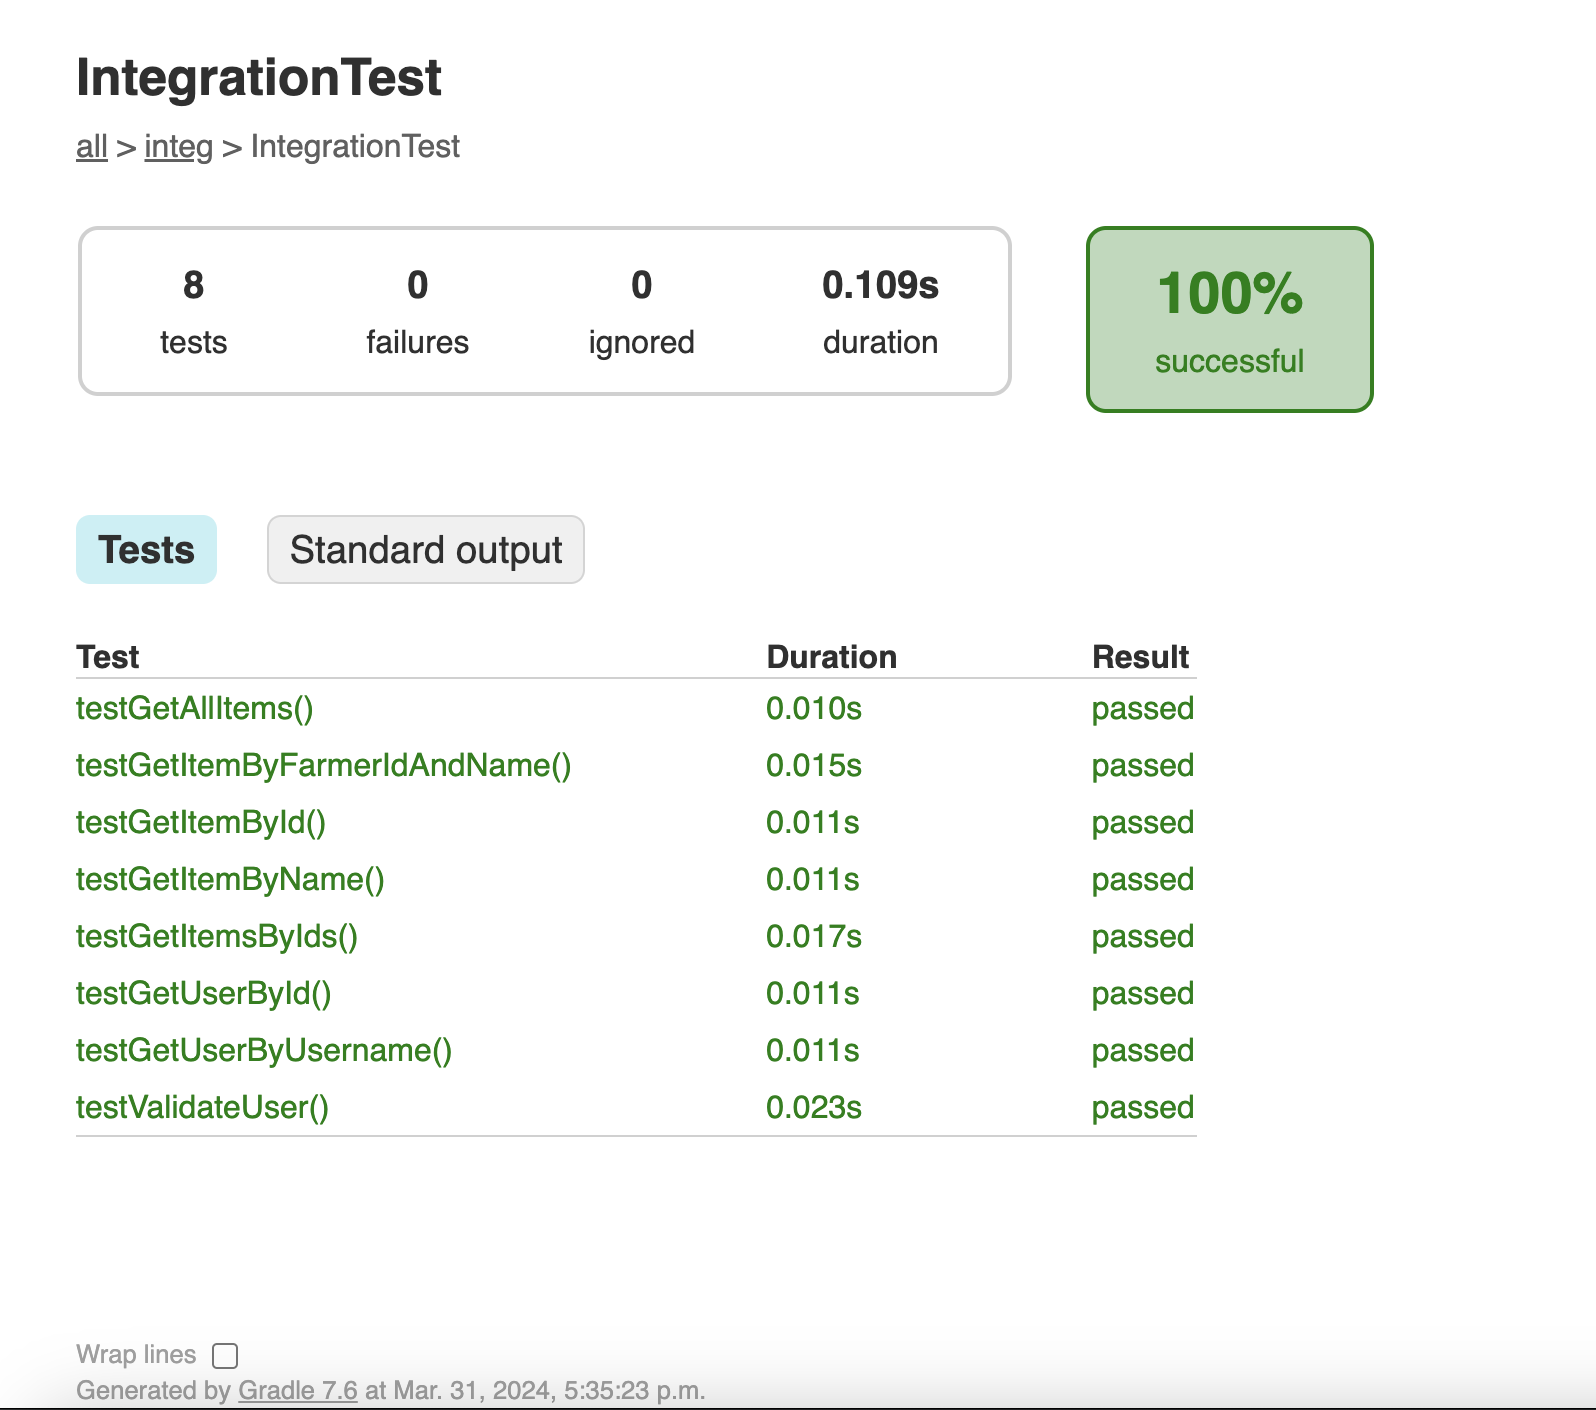 IntegrationTest
all > integ > IntegrationTest
8 0 0 0.109s
tests failures ignored duration
100%
successful
Tests Standard output
Test Duration Result
testGetAllItems() 0.010s passed
testGetItemByFarmerIdAndName() 0.015s passed
testGetItemById() 0.011s passed
testGetItemByName() 0.011s passed
testGetItemsByIds() 0.017s passed
testGetUserById() 0.011s passed
testGetUserByUsername() 0.011s passed
testValidateUser() 0.023s passed
Wrap lines
Generated by Gradle 7.6 at Mar. 31, 2024, 5:35:23 p.m.